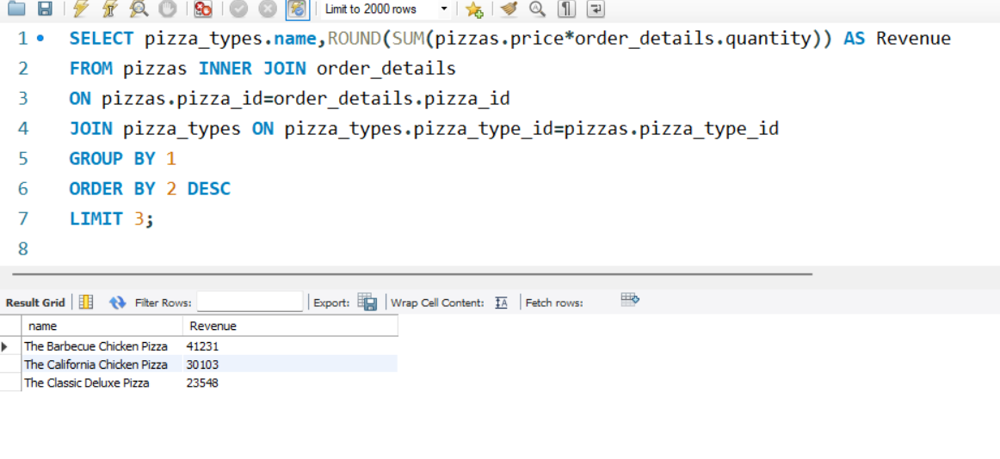 Limit to 2000 rows
1 SELECT pizza_types.name,ROUND(SUM(pizzas.price*order_details.quantity)) AS Revenue
2 FROM pizzas INNER JOIN order_details
3 ON pizzas.pizza_id=order_details.pizza_id
4 JOIN pizza_types ON pizza_types.pizza_type_id=pizzas.pizza_type_id
5 GROUP BY 1
6 ORDER BY 2 DESC
7 LIMIT 3;
8
Result Grid Filter Rows: Export: Wrap Cell Content: IA Fetch rows:
name Revenue
The Barbecue Chicken Pizza 41231
The California Chicken Pizza 30103
The Classic Deluxe Pizza 23548